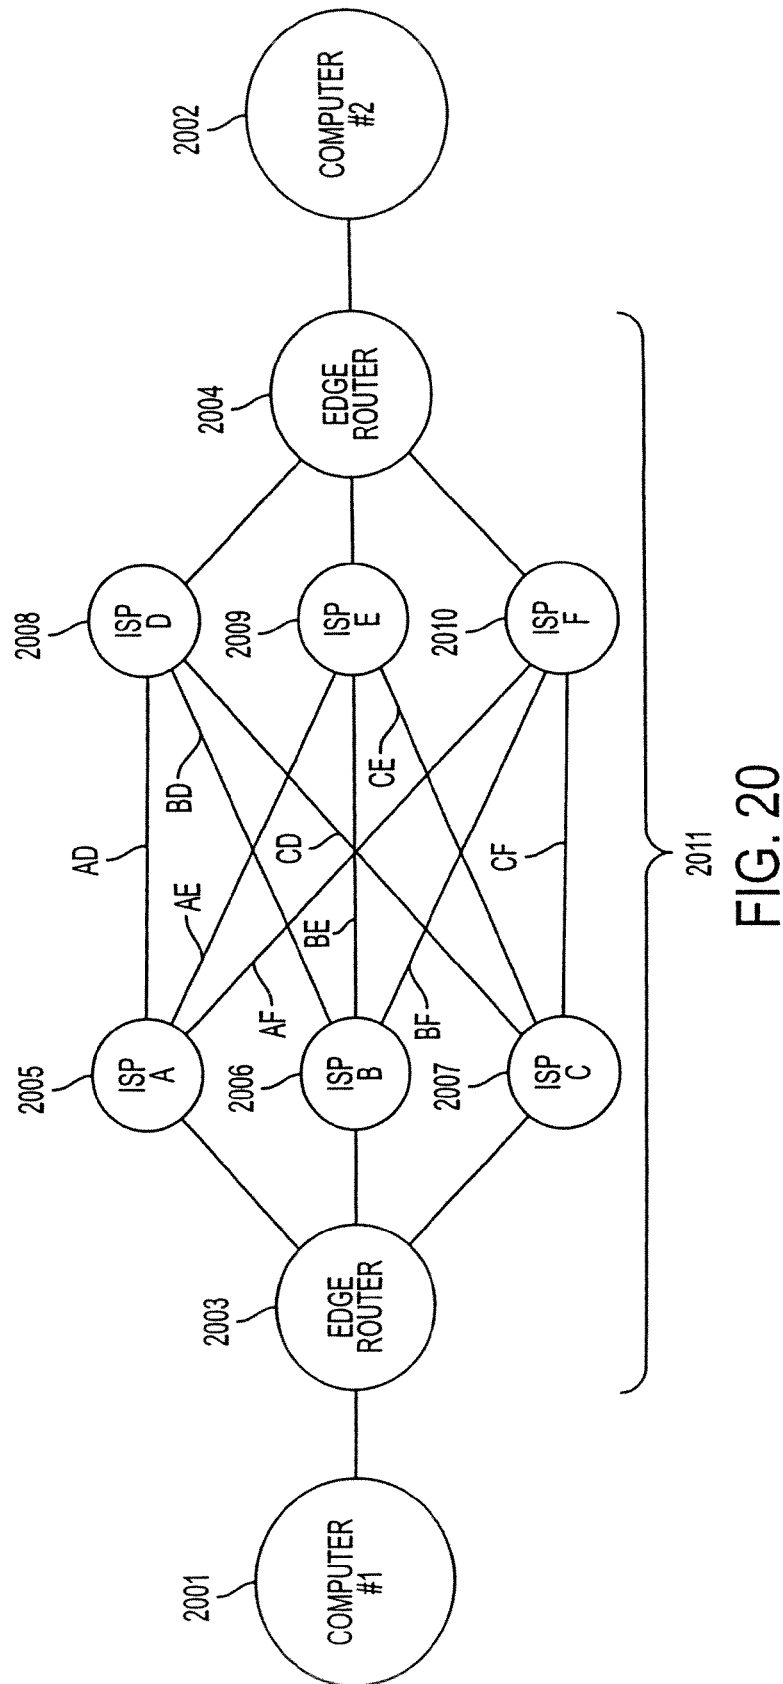 2001
COMPUTER
#1
2003
EDGE
ROUTER
2005
ISP
A
2006
ISP
B
2007
ISP
C
AD
BD
AE
AF
CD
BE
CE
BF
CF
2008
ISP
D
2009
ISP
E
2010
ISP
F
2004
EDGE
ROUTER
2002
COMPUTER
#2
2011
FIG. 20